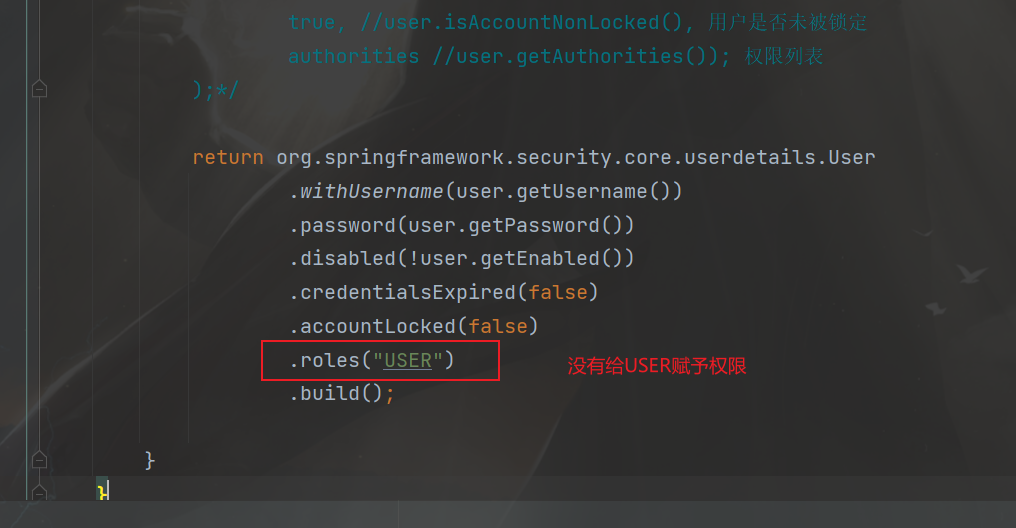 true, //user.isAccountNonLocked(), 用户是否未被锁定
authorities //user.getAuthorities()); 权限列表
);*/
return org.springframework.security.core.userdetails.User
.withUsername(user.getUsername())
.password(user.getPassword())
.disabled(!user.getEnabled())
.credentialsExpired(false)
.accountLocked(false)
.roles("USER") 没有给USER赋予权限
.build();
}
}